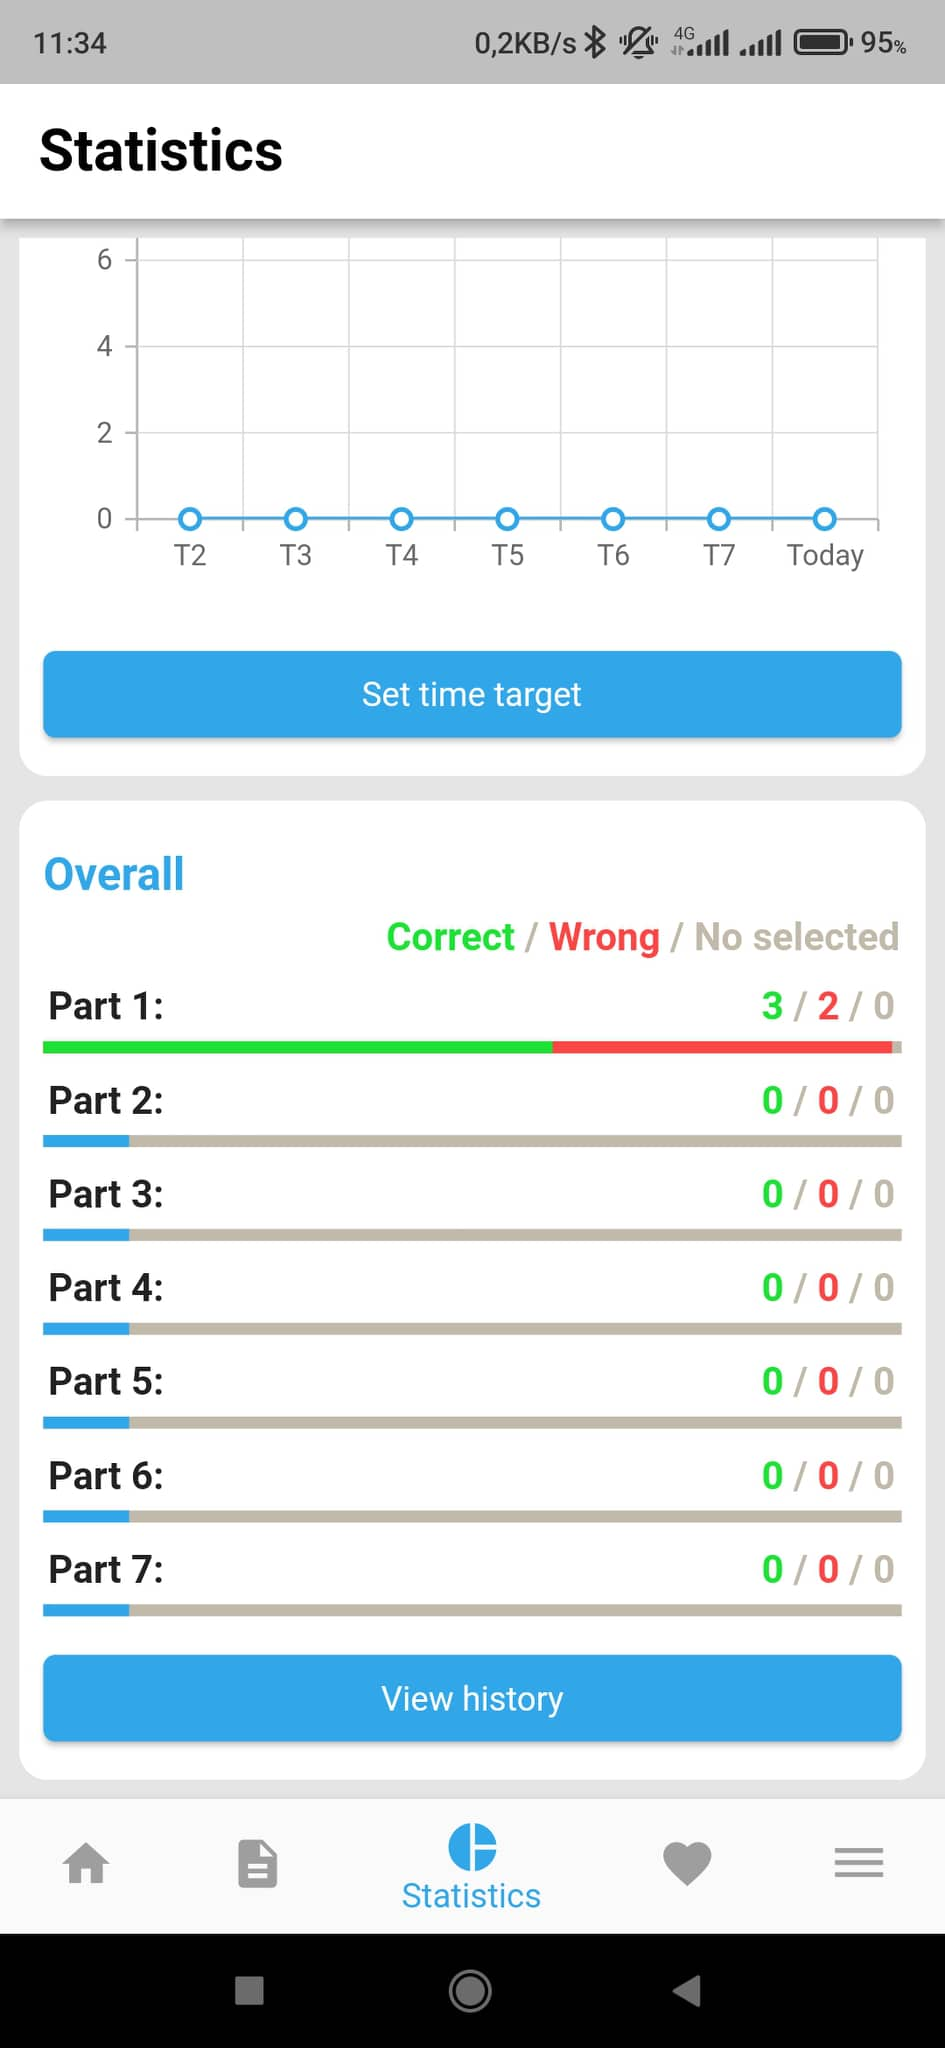 11:34 0,2KB/s 4G 95%
Statistics
6
4
2
0
T2 T3 T4 T5 T6 T7 Today
Set time target
Overall
Correct / Wrong / No selected
Part 1: 3 / 2 / 0
Part 2: 0 / 0 / 0
Part 3: 0 / 0 / 0
Part 4: 0 / 0 / 0
Part 5: 0 / 0 / 0
Part 6: 0 / 0 / 0
Part 7: 0 / 0 / 0
View history
Statistics